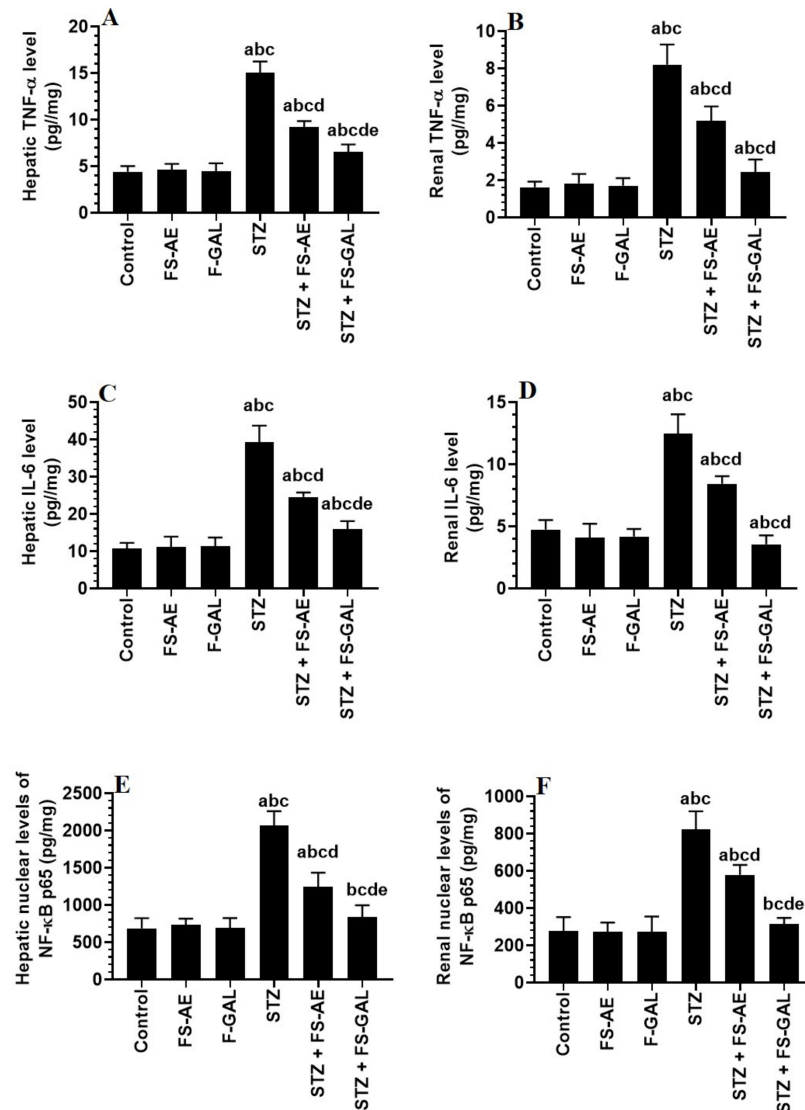 A
Hepatic TNF-α level
(pg//mg)
20
15
10
5
0
abc
abcd
abcde
Control
FS-AE
F-GAL
STZ
STZ + FS-AE
STZ + FS-GAL
B
Renal TNF-α level
(pg//mg)
10
8
6
4
2
0
abc
abcd
abcd
Control
FS-AE
F-GAL
STZ
STZ + FS-AE
STZ + FS-GAL
C
Hepatic IL-6 level
(pg//mg)
50
40
30
20
10
0
abc
abcd
abcde
Control
FS-AE
F-GAL
STZ
STZ + FS-AE
STZ + FS-GAL
D
Renal IL-6 level
(pg//mg)
15
10
5
0
abc
abcd
abcd
Control
FS-AE
F-GAL
STZ
STZ + FS-AE
STZ + FS-GAL
E
Hepatic nuclear levels of
NF-κB p65 (pg/mg)
2500
2000
1500
1000
500
0
abc
abcd
bcde
Control
FS-AE
F-GAL
STZ
STZ + FS-AE
STZ + FS-GAL
F
Renal nuclear levels of
NF-κB p65 (pg/mg)
1000
800
600
400
200
0
abc
abcd
bcde
Control
FS-AE
F-GAL
STZ
STZ + FS-AE
STZ + FS-GAL